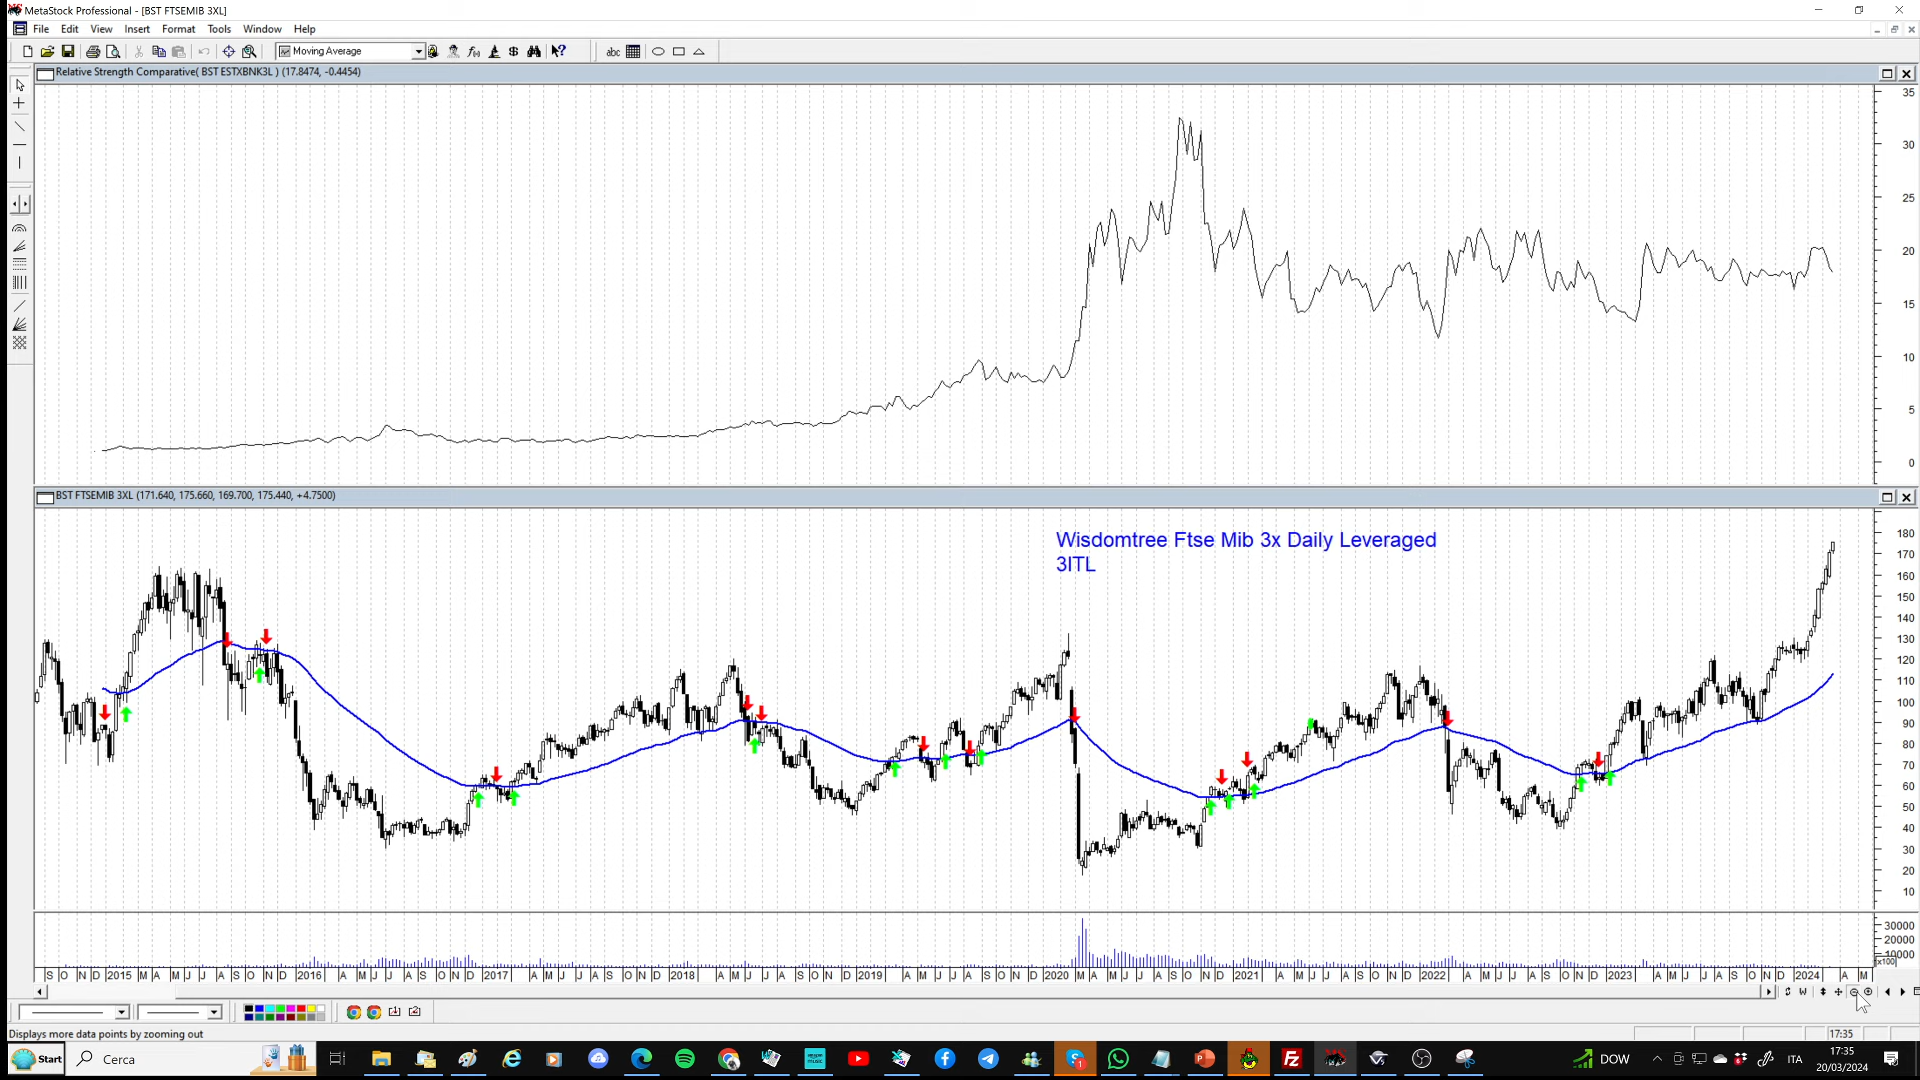 MetaStock Professional - [BST FTSEMIB 3XL]
File Edit View Insert Format Tools Window Help
Moving Average
abc
Relative Strength Comparative( BST ESTXBNK3L ) (17.8474, -0.4454)
35
30
25
20
15
10
5
0
BST FTSEMIB 3XL (171.640, 175.660, 169.700, 175.440, +4.7500)
Wisdomtree Ftse Mib 3x Daily Leveraged
3ITL
180
170
160
150
140
130
120
110
100
90
80
70
60
50
40
30
20
10
30000
20000
10000
x100
S O N D 2015 M A M J J A S O N D 2016 A M J J A S O N D 2017 A M J J A S O N D 2018 A M J J A S O N D 2019 A M J J A S O N D 2020 M A M J J A S O N D 2021 A M J J A S O N D 2022 A M J J A S O N D 2023 A M J J A S O N D 2024 A M
Displays more data points by zooming out
17:35
Start
Cerca
DOW
ITA
17:35
20/03/2024